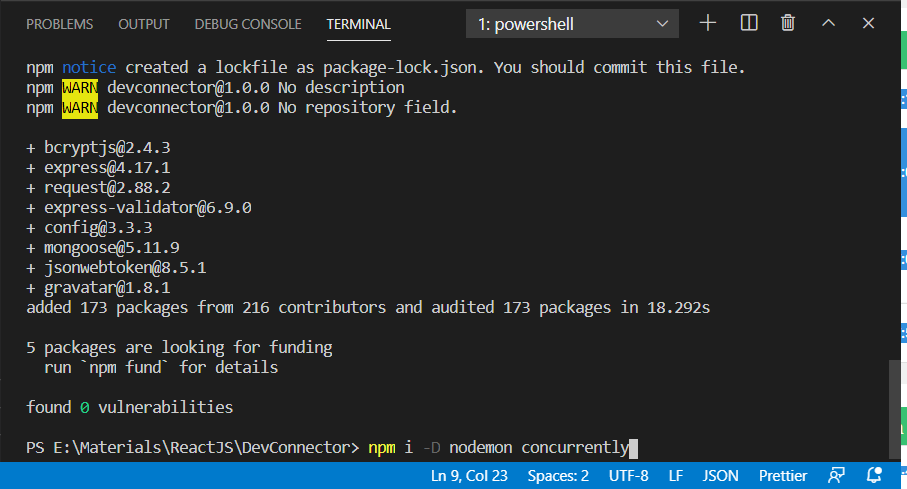 PROBLEMS OUTPUT DEBUG CONSOLE TERMINAL 1: powershell
npm notice created a lockfile as package-lock.json. You should commit this file.
npm WARN devconnector@1.0.0 No description
npm WARN devconnector@1.0.0 No repository field.
+ bcryptjs@2.4.3
+ express@4.17.1
+ request@2.88.2
+ express-validator@6.9.0
+ config@3.3.3
+ mongoose@5.11.9
+ jsonwebtoken@8.5.1
+ gravatar@1.8.1
added 173 packages from 216 contributors and audited 173 packages in 18.292s
5 packages are looking for funding
run `npm fund` for details
found 0 vulnerabilities
PS E:\Materials\ReactJS\DevConnector> npm i -D nodemon concurrently
Ln 9, Col 23 Spaces: 2 UTF-8 LF JSON Prettier